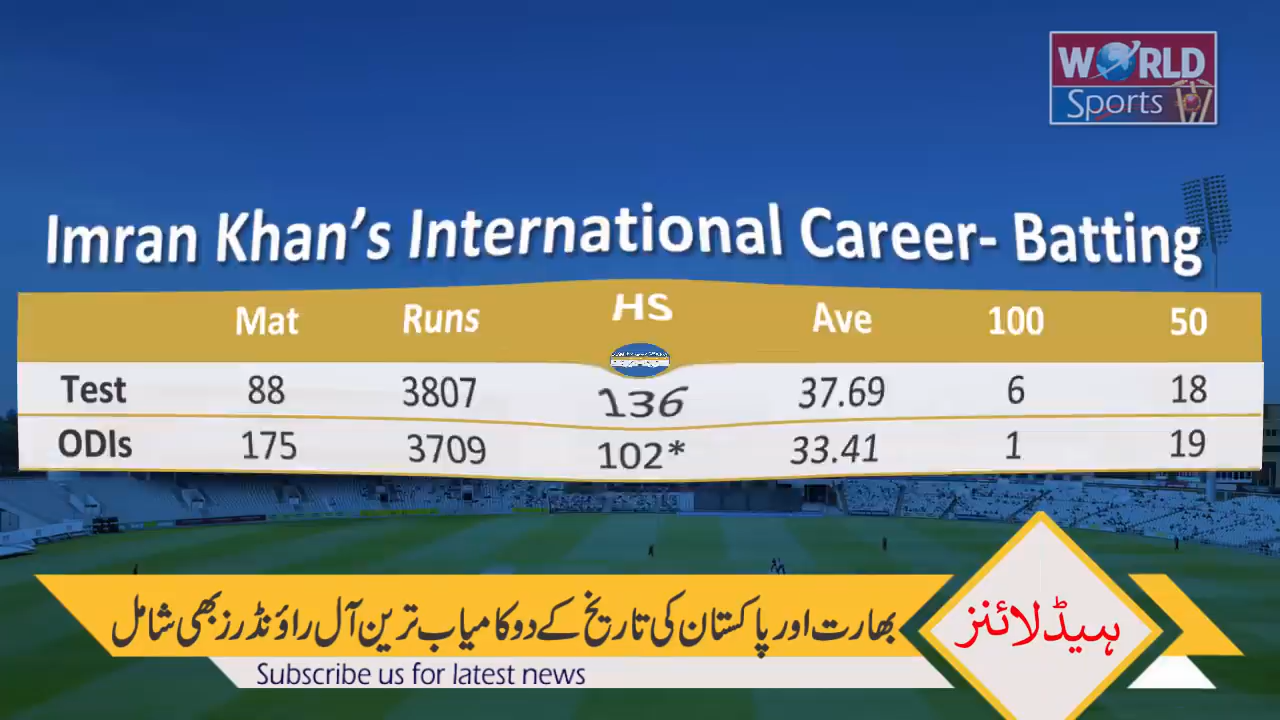 WORLD
Sports
Imran Khan's International Career- Batting
Mat Runs HS Ave 100 50
Test 88 3807 136 37.69 6 18
ODIs 175 3709 102* 33.41 1 19
ہیڈلائنز
بھارت اور پاکستان کی تاریخ کے دو کامیاب ترین آل راؤنڈرز بھی شامل
Subscribe us for latest news